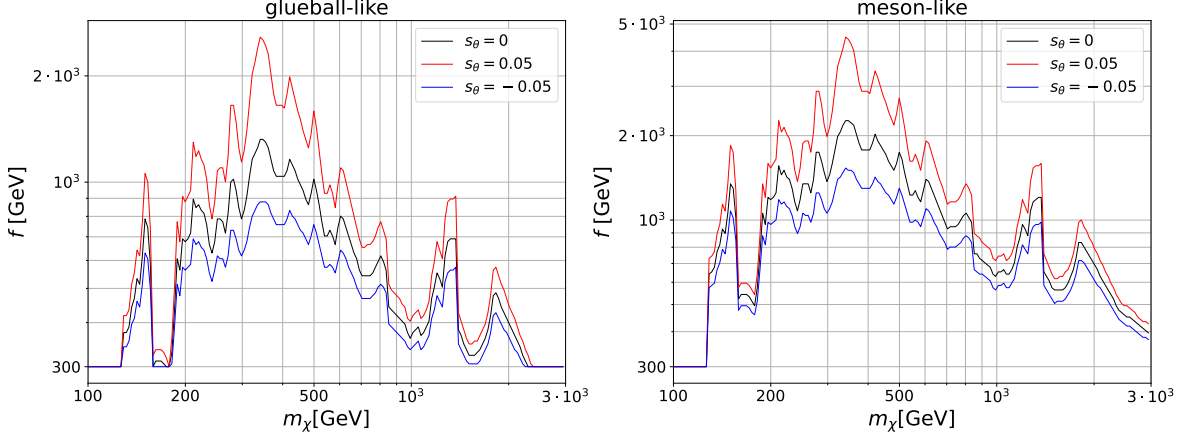 glueball-like
s_θ = 0
s_θ = 0.05
s_θ = −0.05
2·10³
10³
300
f [GeV]
100
200
500
10³
3·10³
m_χ[GeV]
meson-like
s_θ = 0
s_θ = 0.05
s_θ = −0.05
5·10³
2·10³
10³
300
f [GeV]
100
200
500
10³
3·10³
m_χ[GeV]